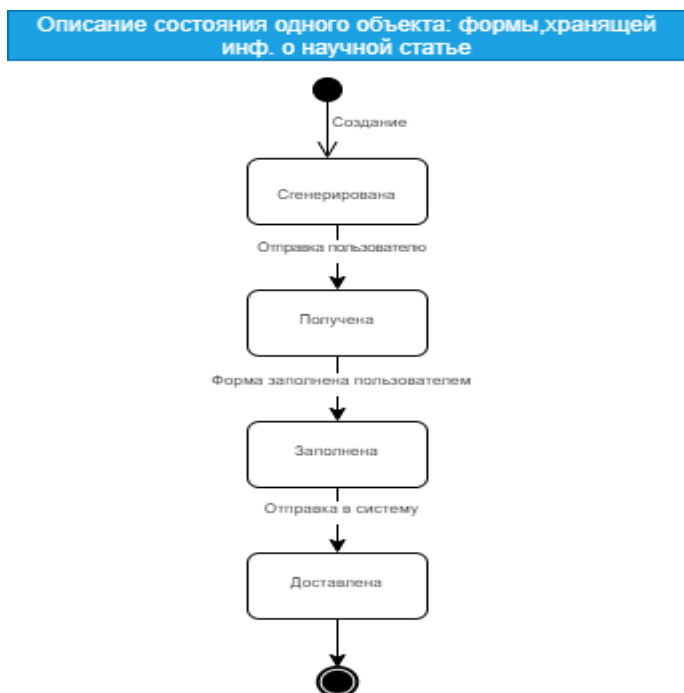 Описание состояния одного объекта: формы,хранящей
инф. о научной статье
Создание
Сгенерирована
Отправка пользователю
Получена
Форма заполнена пользователем
Заполнена
Отправка в систему
Доставлена